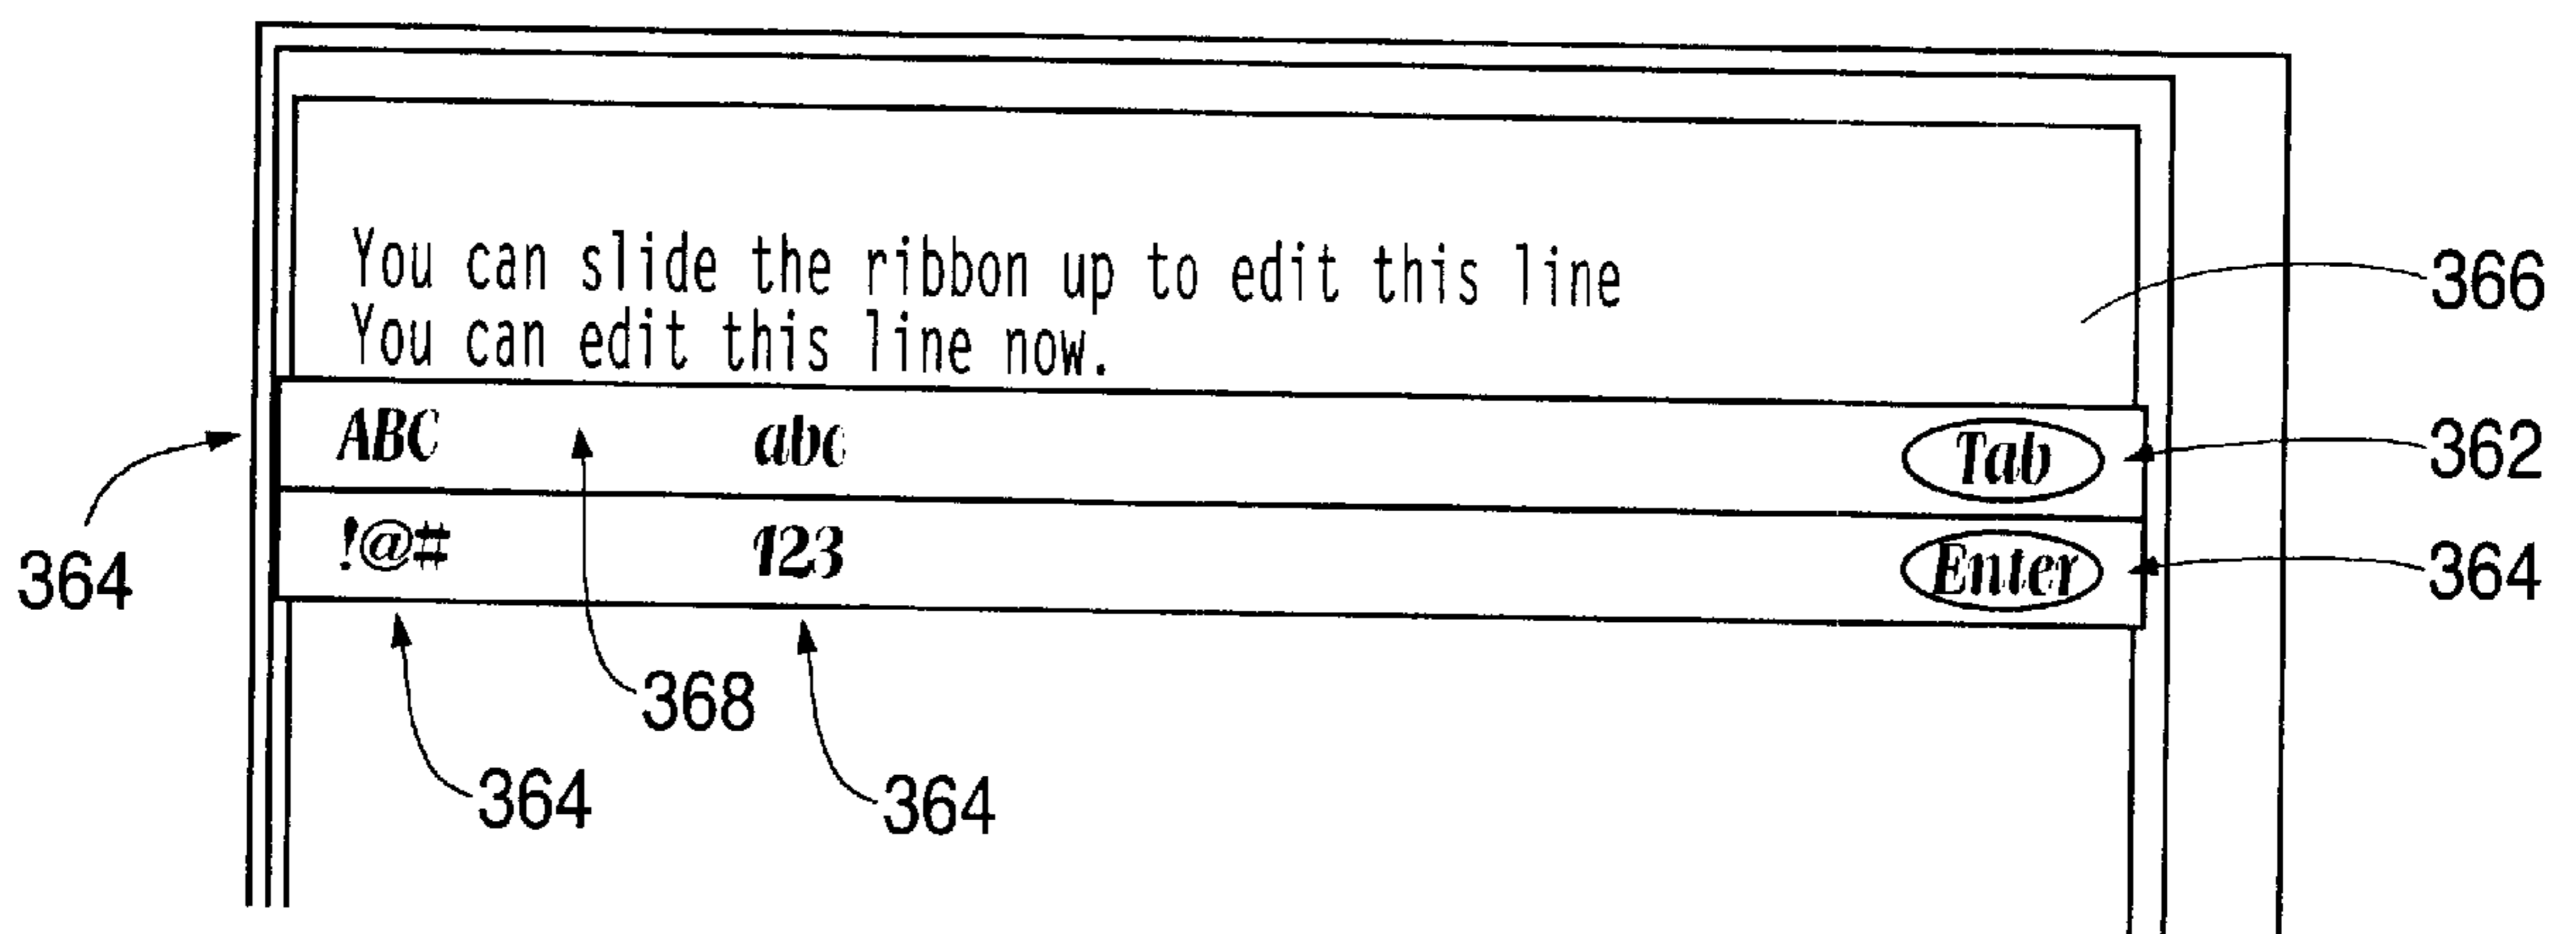 You can slide the ribbon up to edit this line
You can edit this line now.
366
ABC abc Tab
362
364
!@# 123 Enter
364
368
364
364